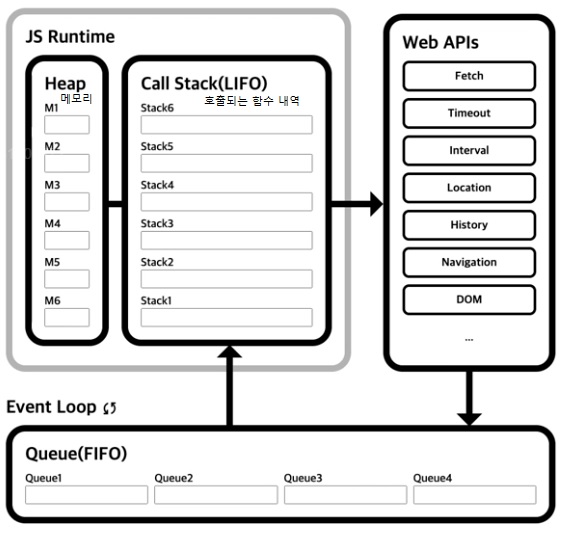 JS Runtime
Heap
메모리
M1
M2
M3
M4
M5
M6
Call Stack(LIFO)
호출되는 함수 내역
Stack6
Stack5
Stack4
Stack3
Stack2
Stack1
Web APIs
Fetch
Timeout
Interval
Location
History
Navigation
DOM
...
Event Loop
Queue(FIFO)
Queue1
Queue2
Queue3
Queue4